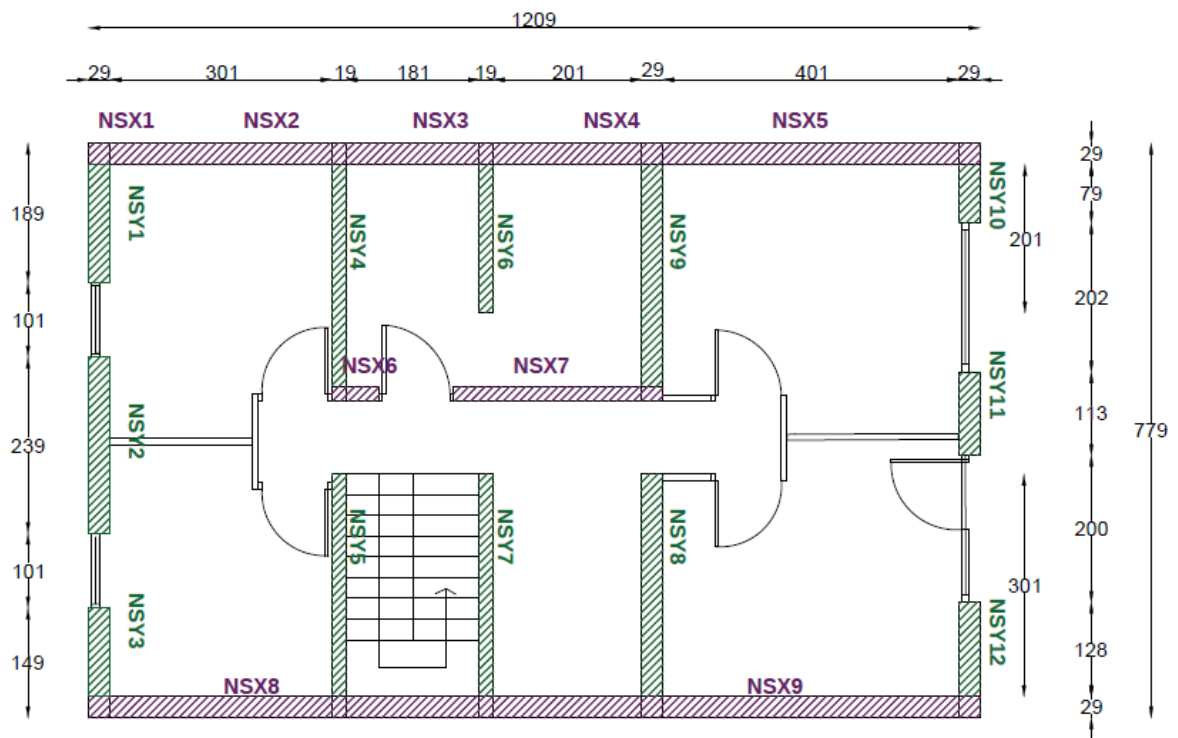 1209
29 301 19 181 19 201 29 401 29
NSX1 NSX2 NSX3 NSX4 NSX5
29
79
189
NSY1
NSY4
NSY6
NSY9
NSY10
201
202
101
NSX6 NSX7
NSY11
113
779
239
NSY2
200
NSY5
NSY7
NSY8
101
301
NSY3
NSY12
128
149
NSX8 NSX9
29